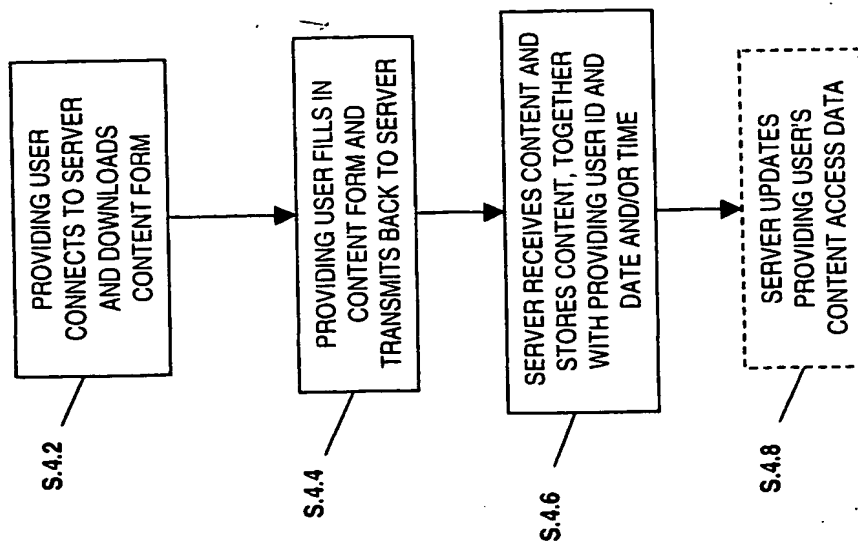 PROVIDING USER
CONNECTS TO SERVER
AND DOWNLOADS
CONTENT FORM
S.4.2
PROVIDING USER FILLS IN
CONTENT FORM AND
TRANSMITS BACK TO SERVER
S.4.4
SERVER RECEIVES CONTENT AND
STORES CONTENT, TOGETHER
WITH PROVIDING USER ID AND
DATE AND/OR TIME
S.4.6
SERVER UPDATES
PROVIDING USER'S
CONTENT ACCESS DATA
S.4.8